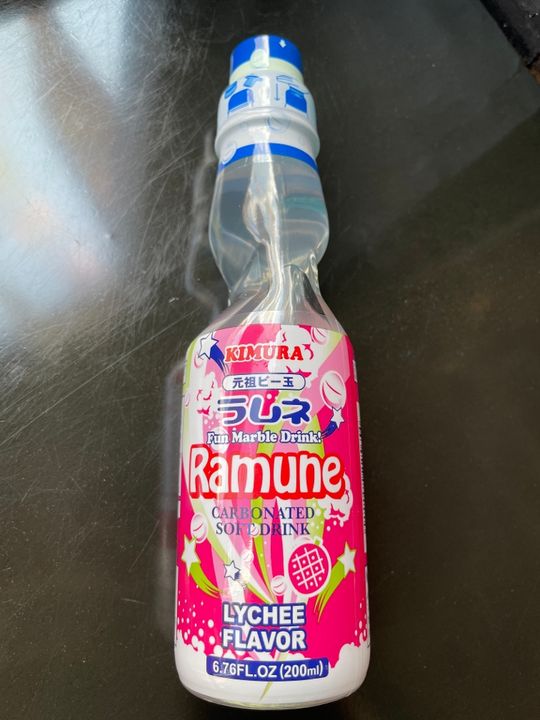 KIMURA
元祖ビー玉
ラムネ
Fun Marble Drink!
Ramune
CARBONATED
SOFT DRINK
LYCHEE
FLAVOR
6.76FL.OZ(200ml)